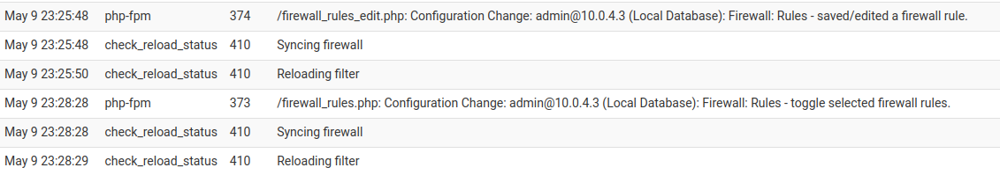 May 9 23:25:48 php-fpm 374 /firewall_rules_edit.php: Configuration Change: admin@10.0.4.3 (Local Database): Firewall: Rules - saved/edited a firewall rule.
May 9 23:25:48 check_reload_status 410 Syncing firewall
May 9 23:25:50 check_reload_status 410 Reloading filter
May 9 23:28:28 php-fpm 373 /firewall_rules.php: Configuration Change: admin@10.0.4.3 (Local Database): Firewall: Rules - toggle selected firewall rules.
May 9 23:28:28 check_reload_status 410 Syncing firewall
May 9 23:28:29 check_reload_status 410 Reloading filter